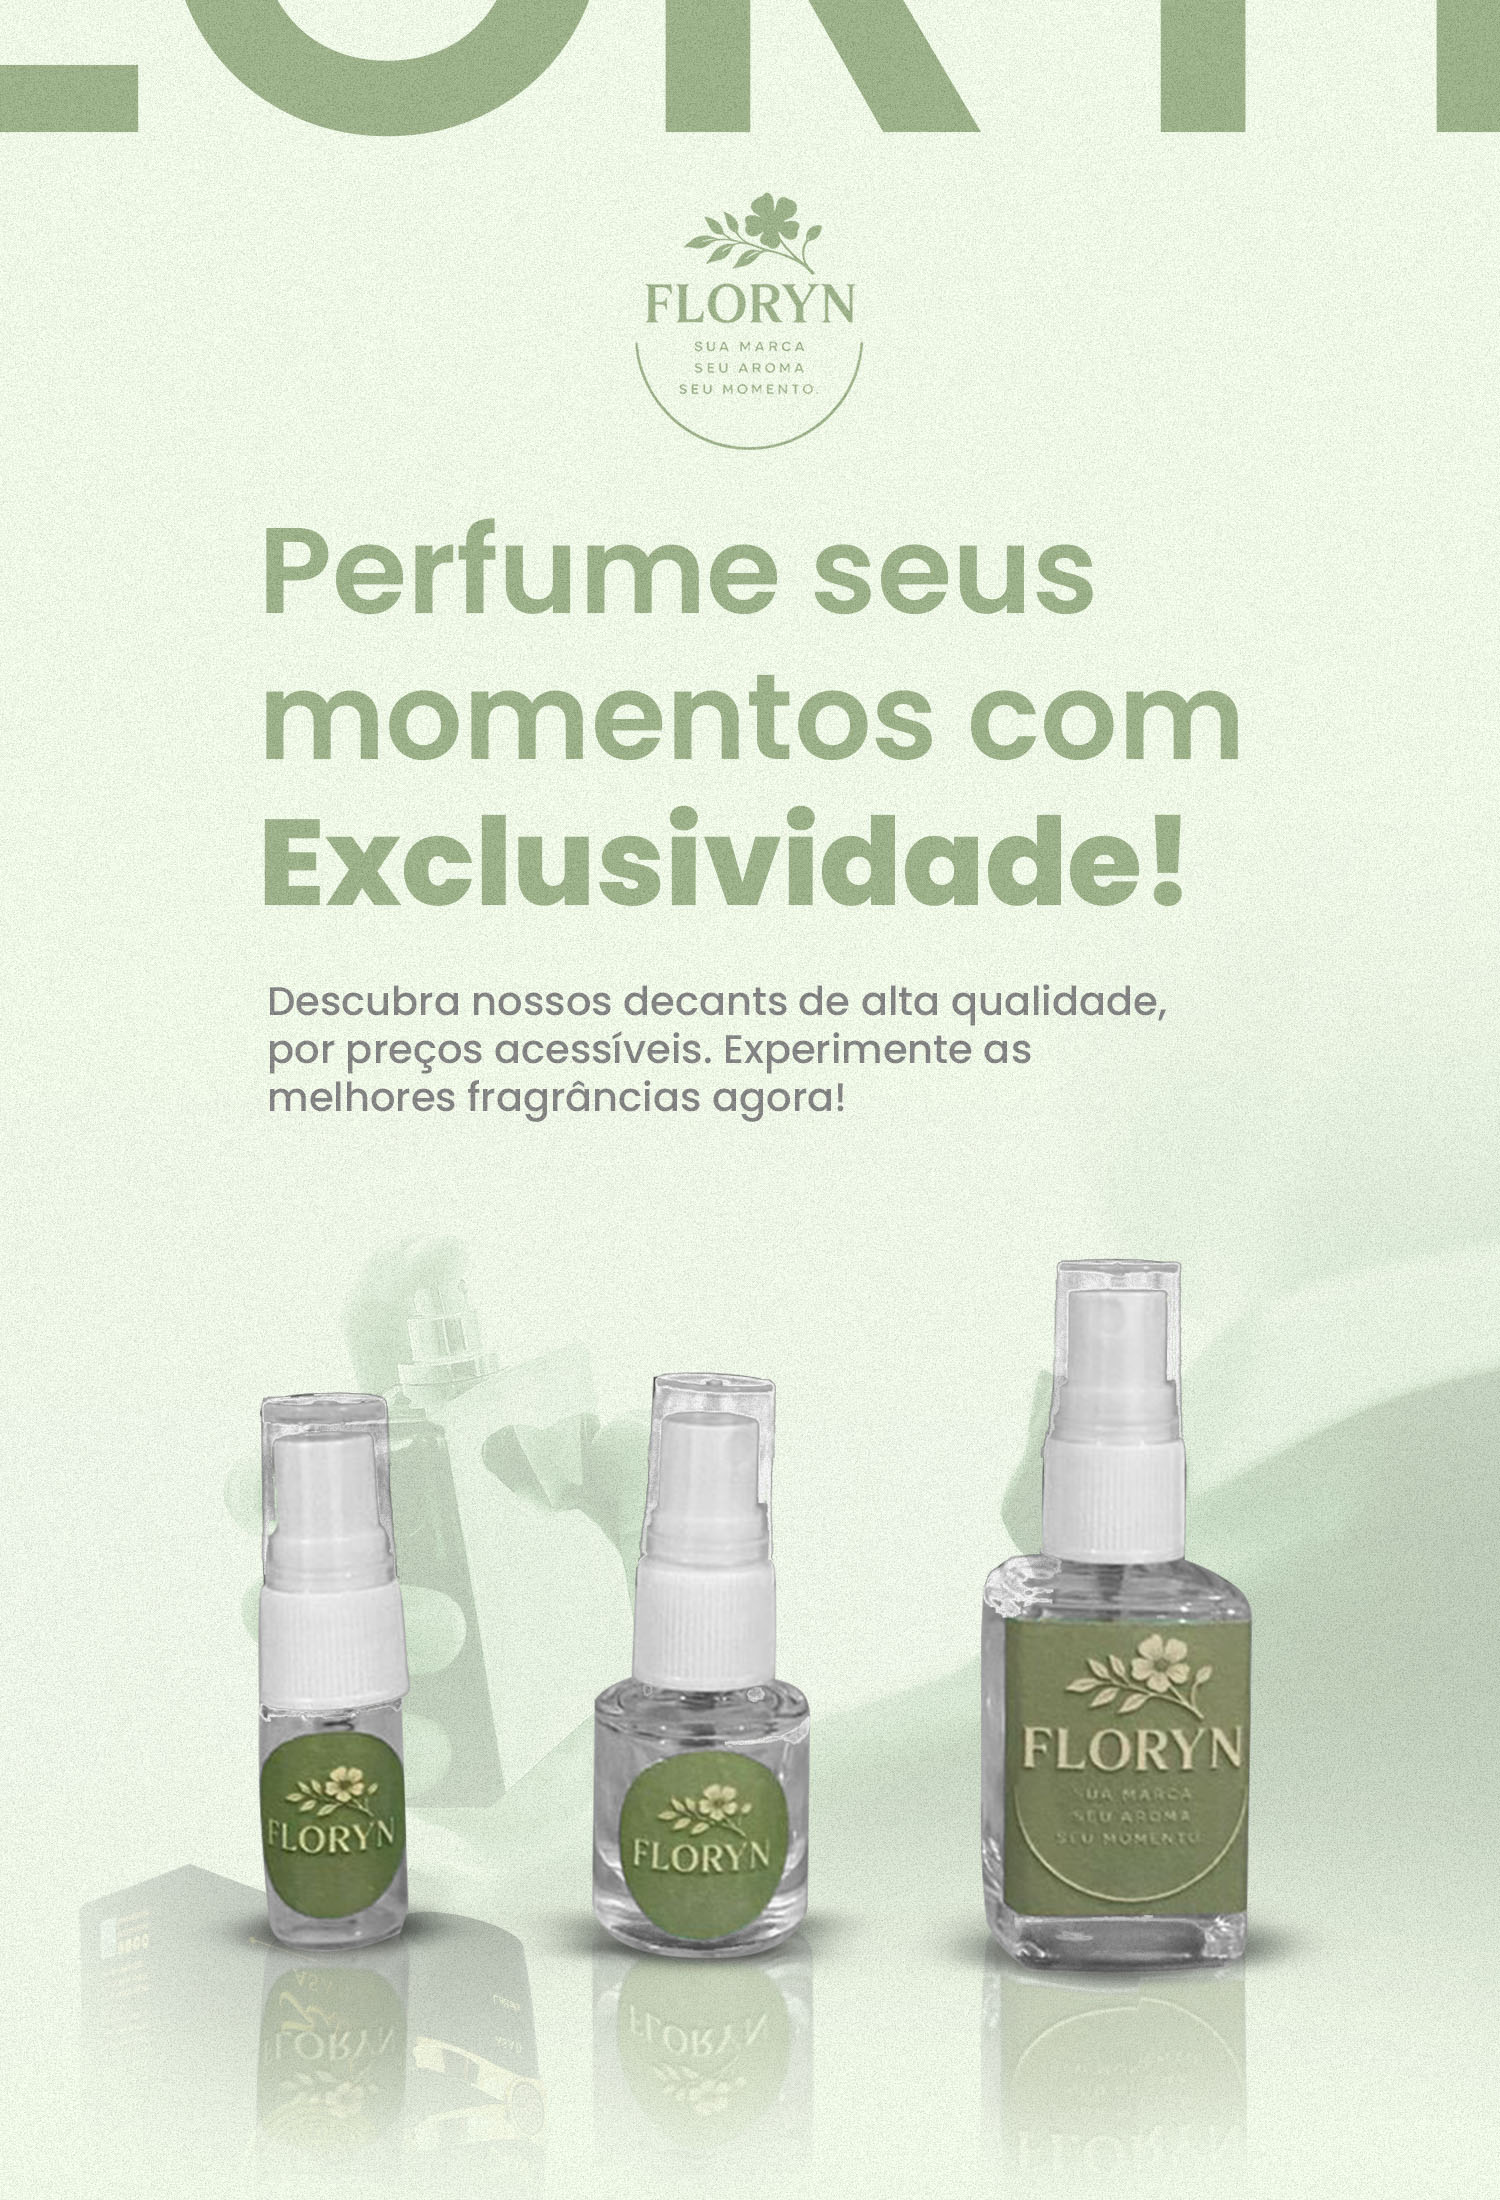 FLORYN
SUA MARCA
SEU AROMA
SEU MOMENTO.
Perfume seus
momentos com
Exclusividade!
Descubra nossos decants de alta qualidade,
por preços acessíveis. Experimente as
melhores fragrâncias agora!
FLORYN
FLORYN
FLORYN
SUA MARCA
SEU AROMA
SEU MOMENTO